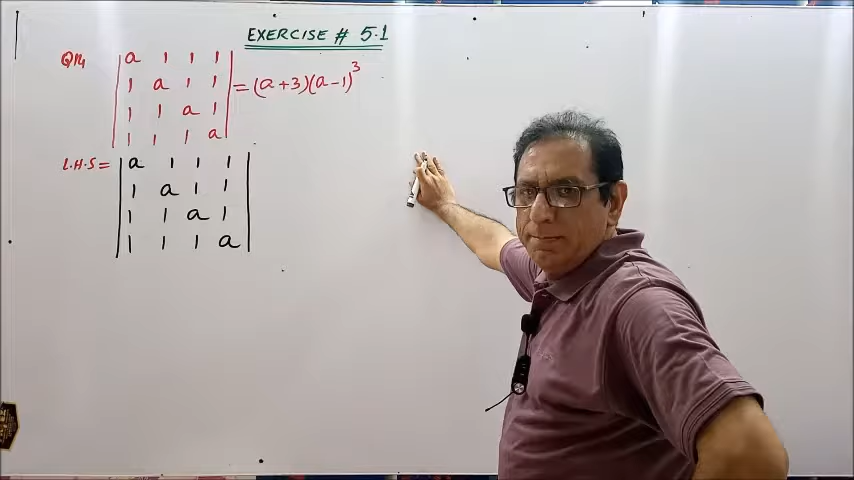 EXERCISE # 5.1
Q14 | a 1 1 1 |
| 1 a 1 1 | = (a+3)(a-1)³
| 1 1 a 1 |
| 1 1 1 a |
L.H.S = | a 1 1 1 |
| 1 a 1 1 |
| 1 1 a 1 |
| 1 1 1 a |